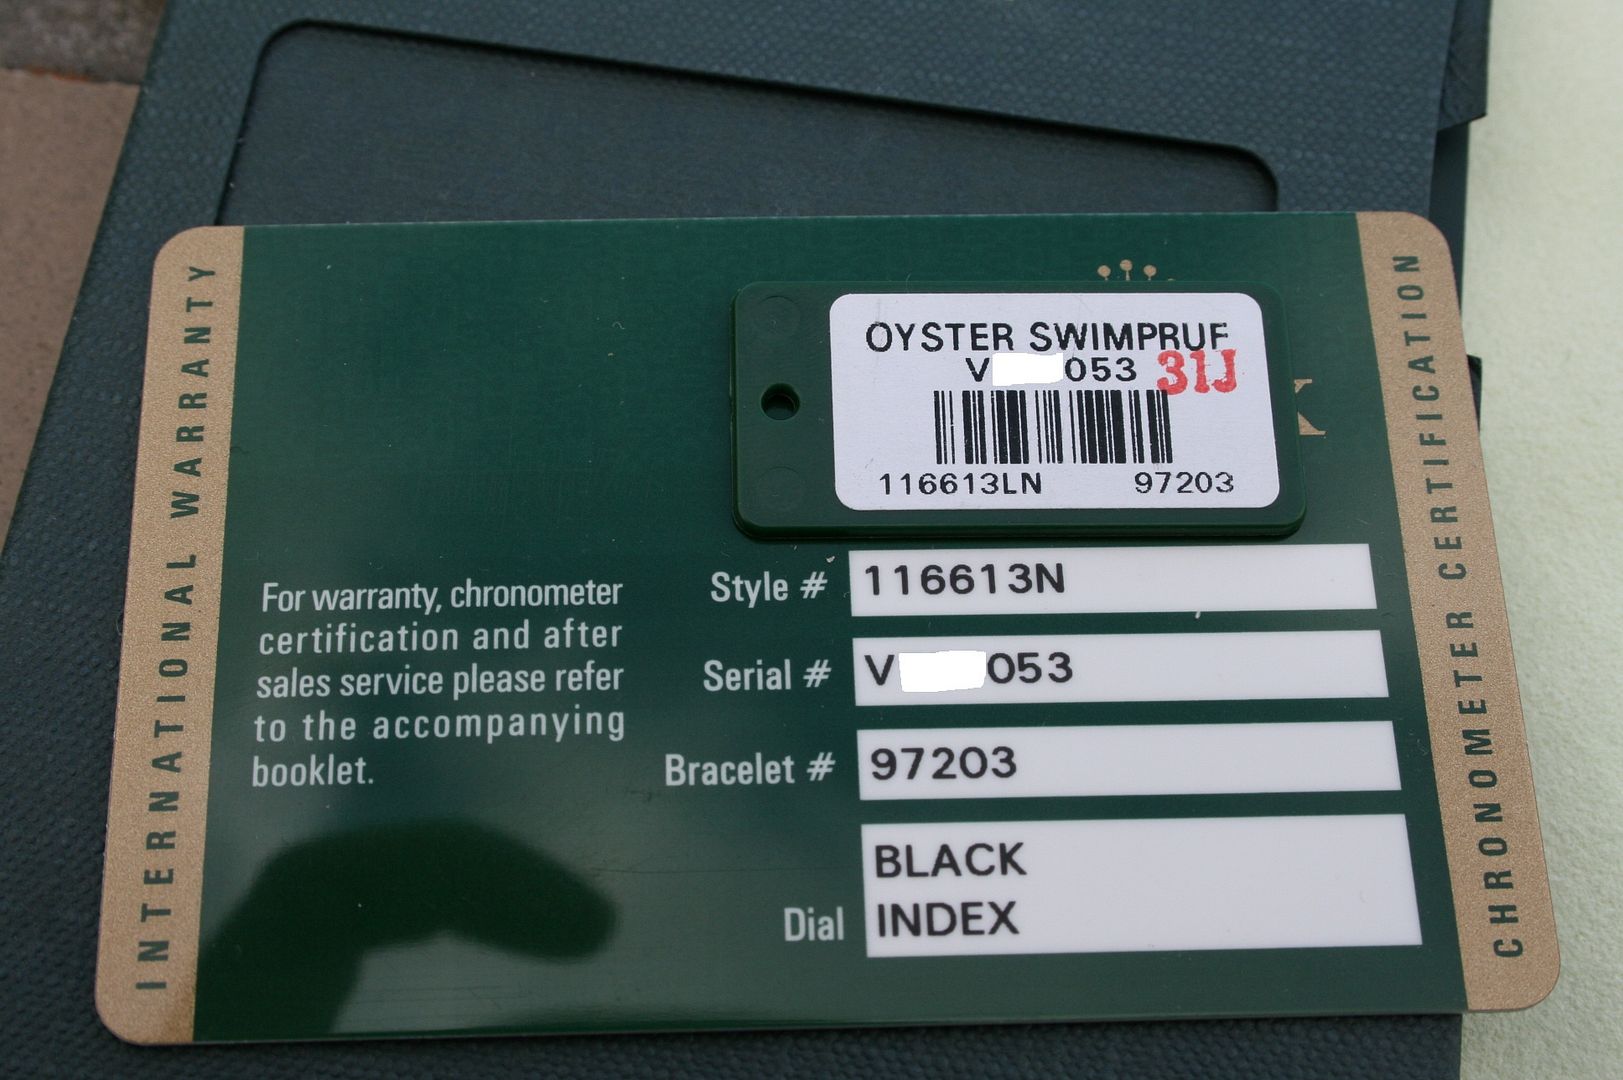 INTERNATIONAL WARRANTY
OYSTER SWIMPRUF
V 053 31J
116613LN 97203
For warranty, chronometer
certification and after
sales service please refer
to the accompanying
booklet.
Style # 116613N
Serial # V 053
Bracelet # 97203
Dial BLACK
INDEX
CHRONOMETER CERTIFICATION